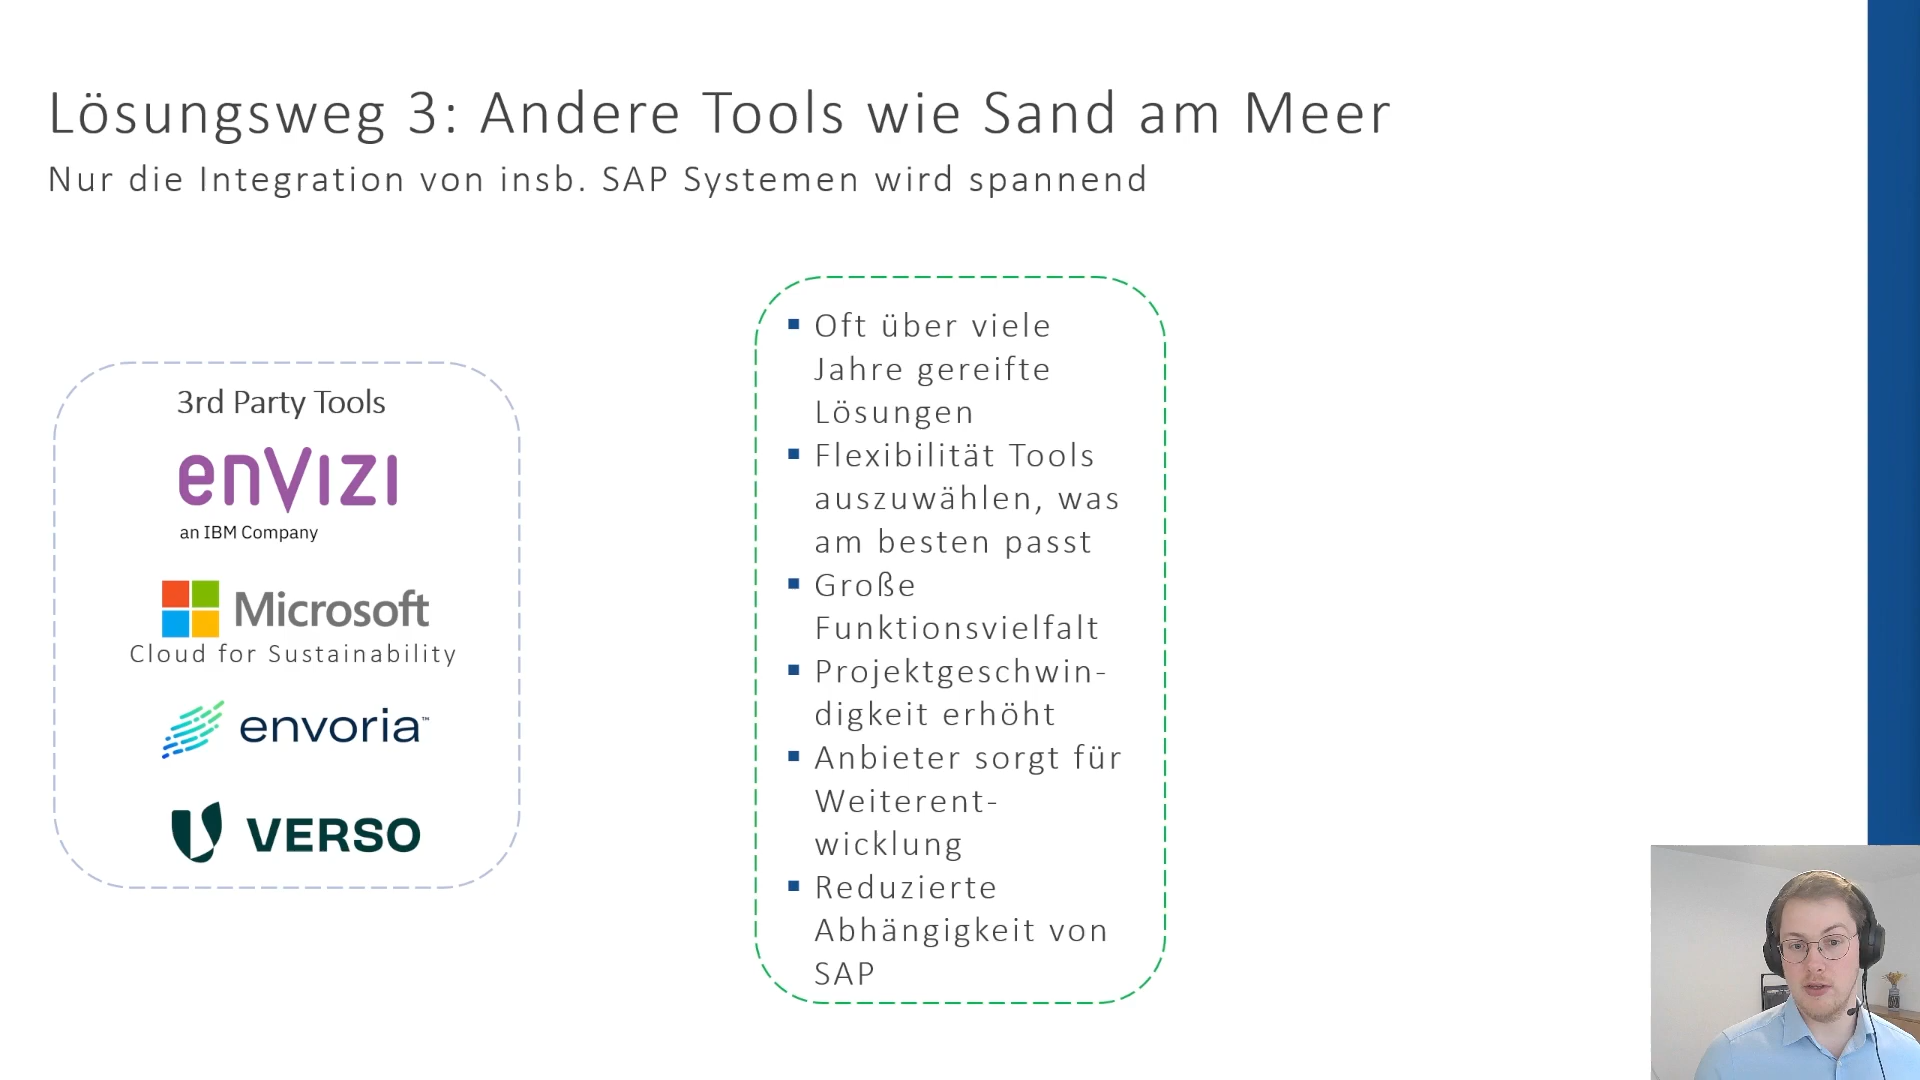 Lösungsweg 3: Andere Tools wie Sand am Meer
Nur die Integration von insb. SAP Systemen wird spannend
3rd Party Tools
enVIZI
an IBM Company
Microsoft
Cloud for Sustainability
envoria™
VERSO
▪ Oft über viele
Jahre gereifte
Lösungen
▪ Flexibilität Tools
auszuwählen, was
am besten passt
▪ Große
Funktionsvielfalt
▪ Projektgeschwin-
digkeit erhöht
▪ Anbieter sorgt für
Weiterent-
wicklung
▪ Reduzierte
Abhängigkeit von
SAP